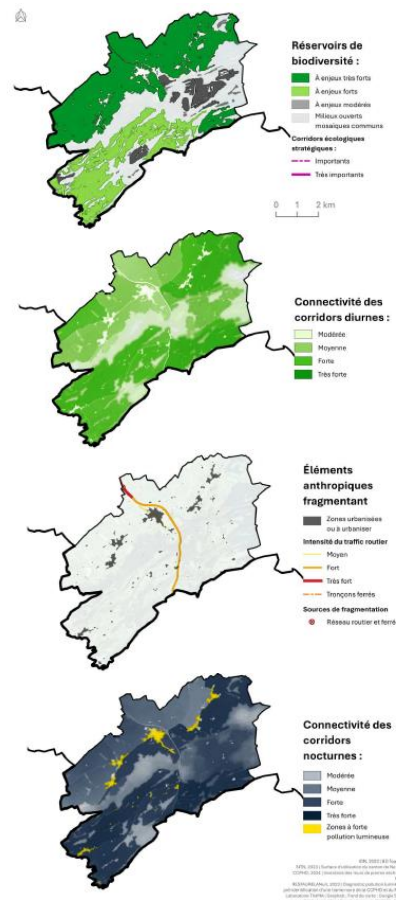 Réservoirs de
biodiversité :
À enjeux très forts
À enjeux forts
À enjeux modérés
Milieux ouverts
mosaïques communs
Corridors écologiques
stratégiques :
Importants
Très importants
0 1 2 km
Connectivité des
corridors diurnes :
Modérée
Moyenne
Forte
Très forte
Éléments
anthropiques
fragmentant
Zones urbanisées
ou à urbaniser
Intensité du traffic routier
Moyen
Fort
Très fort
Tronçons ferrés
Sources de fragmentation
Réseau routier et ferré
Connectivité des
corridors
nocturnes :
Modérée
Moyenne
Forte
Très forte
Zones à forte
pollution lumineuse